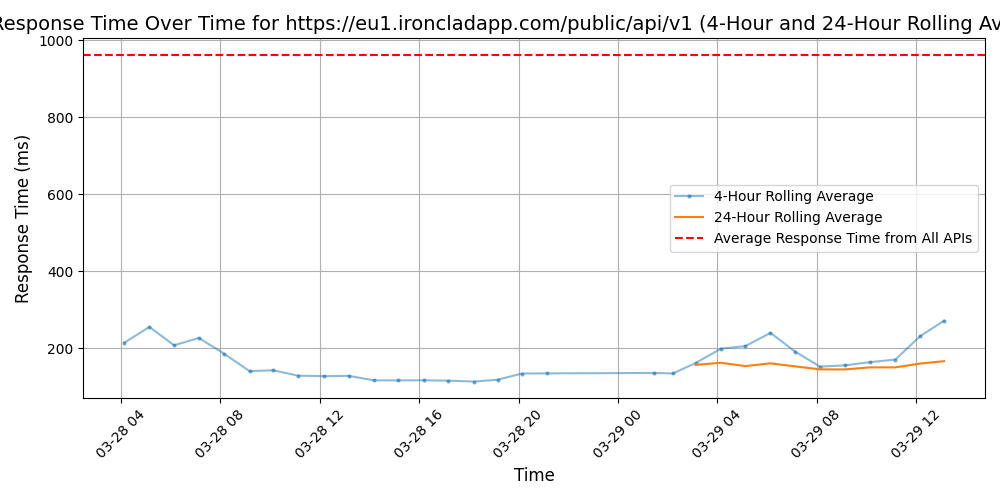 Response Time Over Time for https://eu1.ironcladapp.com/public/api/v1 (4-Hour and 24-Hour Rolling Av
1000
800
600
400
200
Response Time (ms)
4-Hour Rolling Average
24-Hour Rolling Average
Average Response Time from All APIs
03-28 04
03-28 08
03-28 12
03-28 16
03-28 20
03-29 00
03-29 04
03-29 08
03-29 12
Time